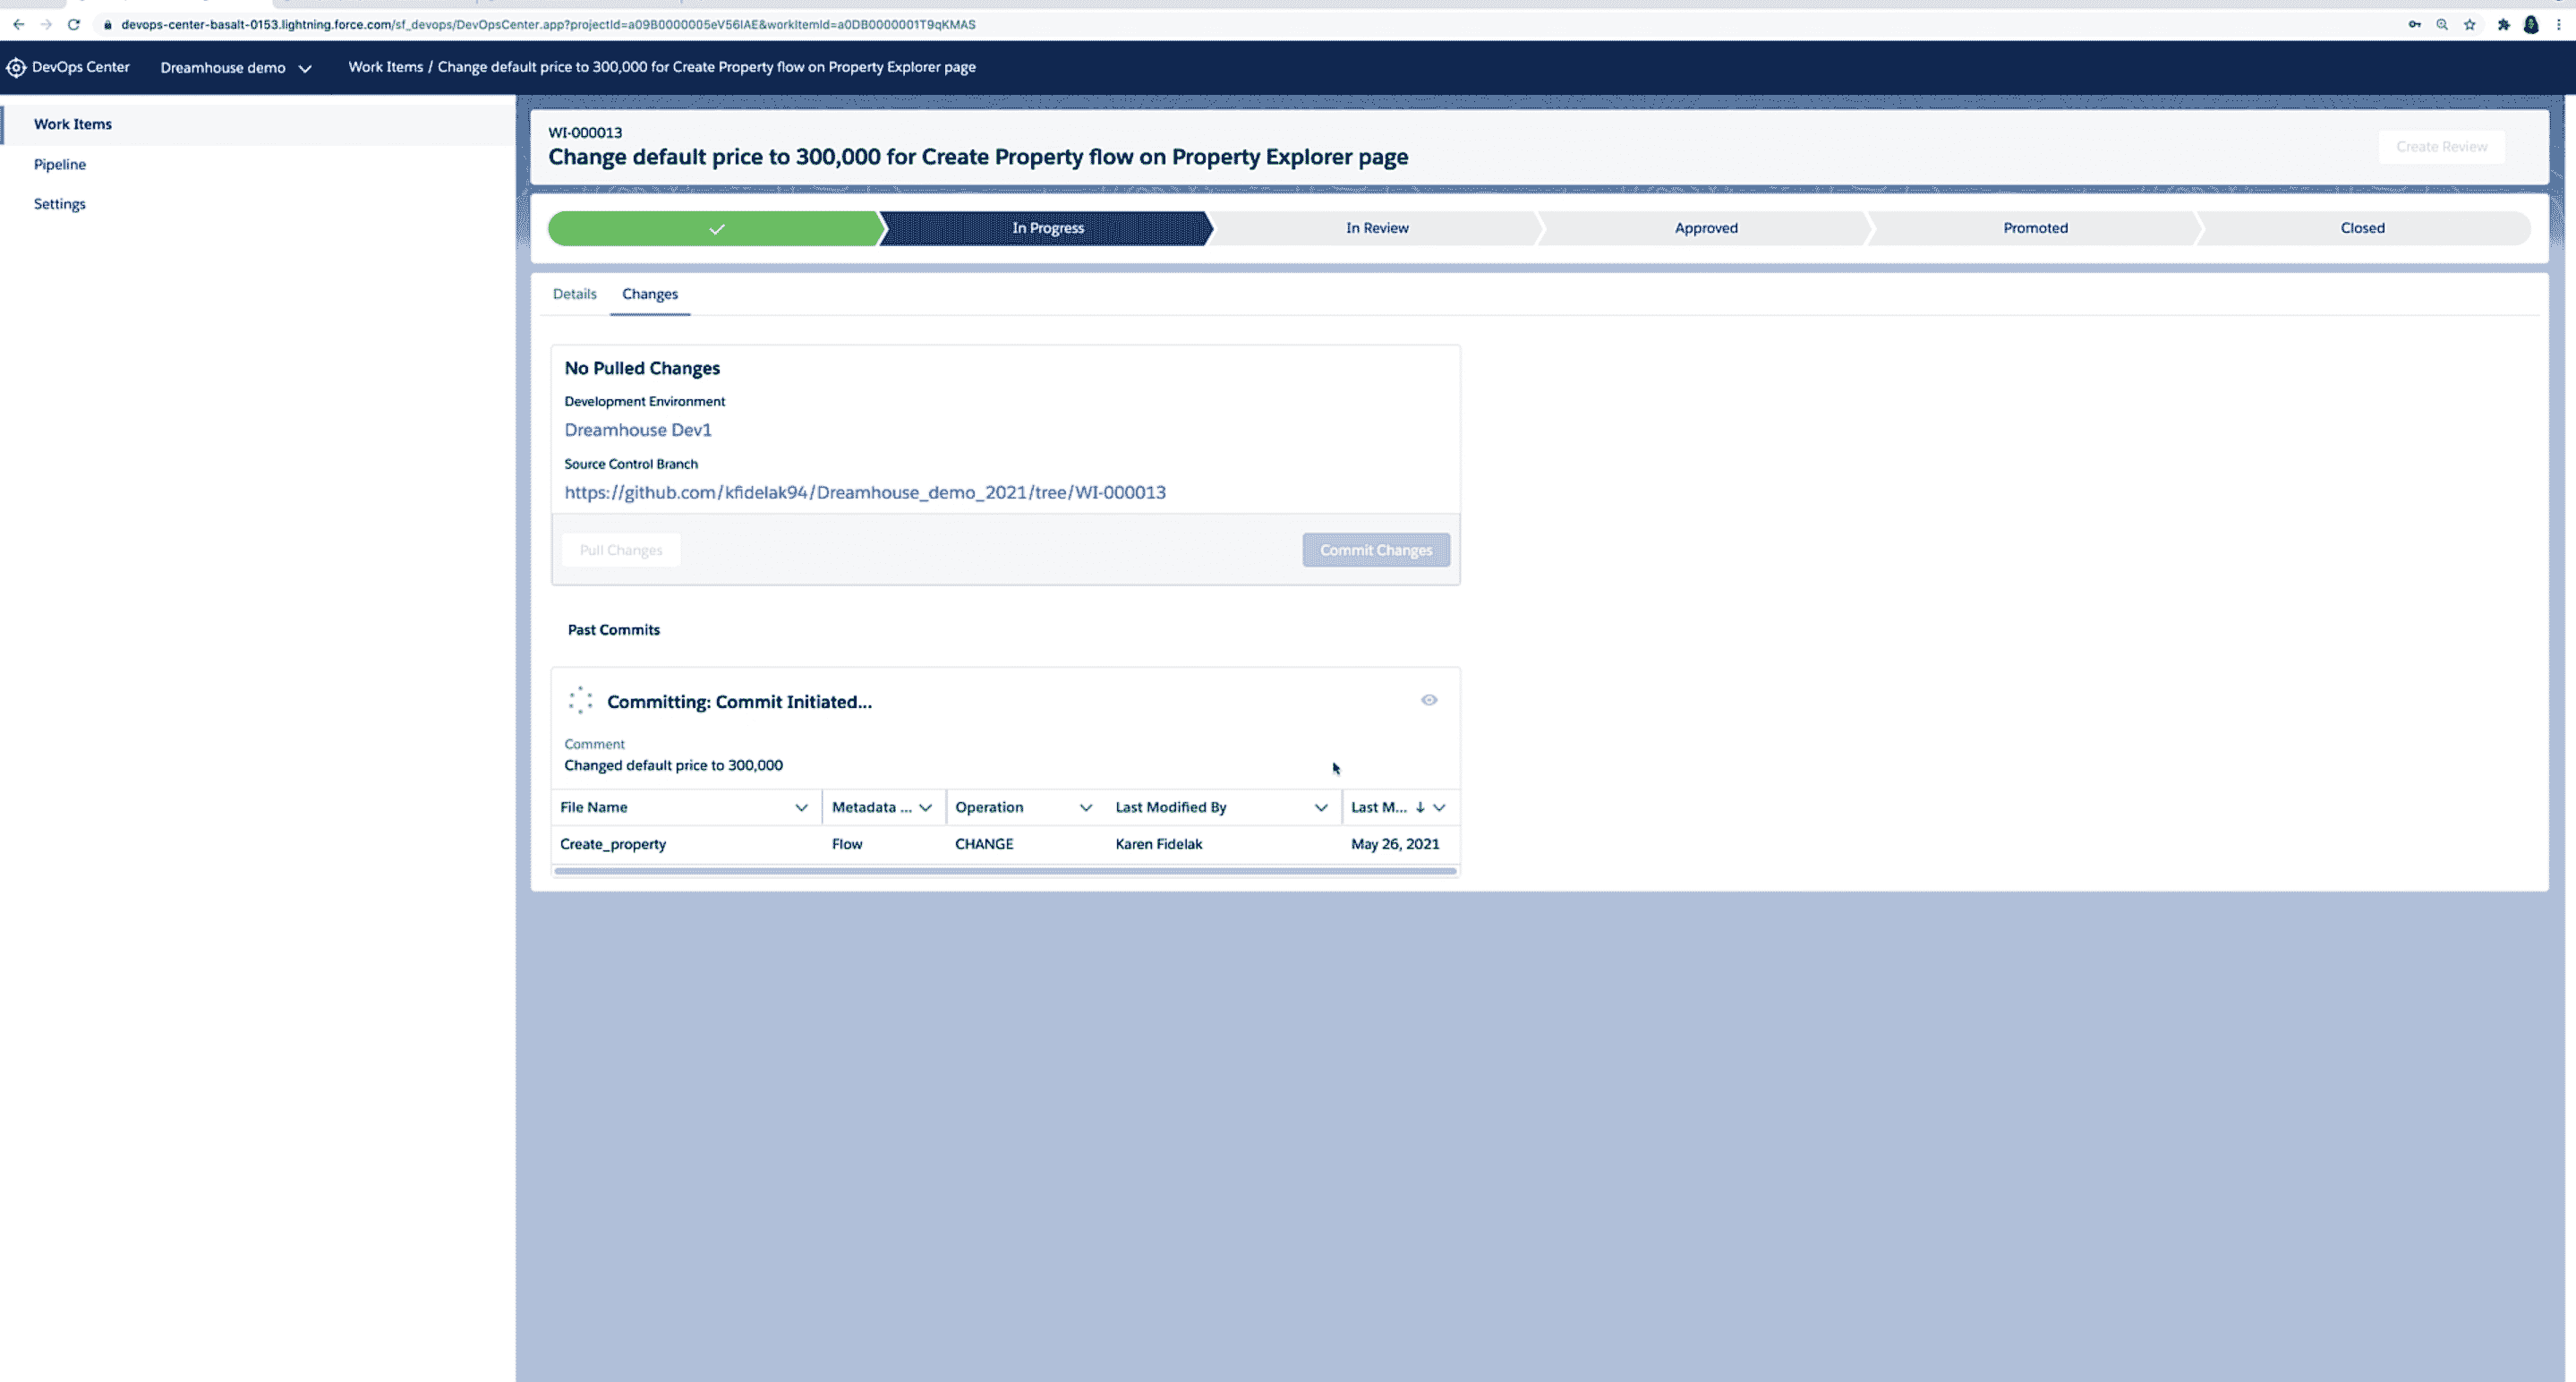 devops-center-basalt-0153.lightning.force.com/sf_devops/DevOpsCenter.app?projectId=a09B0000005eV56IAE&workItemId=a0DB0000001T9qKMAS
DevOps Center Dreamhouse demo Work Items / Change default price to 300,000 for Create Property flow on Property Explorer page
Work Items
Pipeline
Settings
WI-000013
Change default price to 300,000 for Create Property flow on Property Explorer page
Create Review
In Progress In Review Approved Promoted Closed
Details Changes
No Pulled Changes
Development Environment
Dreamhouse Dev1
Source Control Branch
https://github.com/kfidelak94/Dreamhouse_demo_2021/tree/WI-000013
Pull Changes Commit Changes
Past Commits
Committing: Commit Initiated...
Comment
Changed default price to 300,000
File Name Metadata ... Operation Last Modified By Last M...
Create_property Flow CHANGE Karen Fidelak May 26, 2021